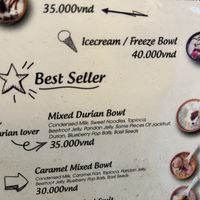 35.000vnd
Icecream / Freeze Bowl
40.000vnd
Best Seller
Mixed Durian Bowl
Condensed Milk, Sweet Noodles, Tapioca,
Beetroot Jelly, Pandan Jelly, Some Pieces Of Jackfruit,
Durian, Blueberry Pop Balls, Basil Seeds
rian lover
35.000vnd
Caramel Mixed Bowl
Condensed Milk, Caramel Flan, Tapioca, Pandan Jelly,
Beetroot Jelly, Blueberry Pop Balls, Basil Seeds
30.000vnd